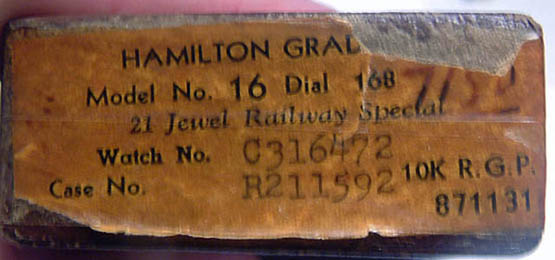 HAMILTON GRAD
Model No. 16 Dial 168
21 Jewel Railway Special
Watch No. C316472
Case No. R211592 10K R.G.P.
871131